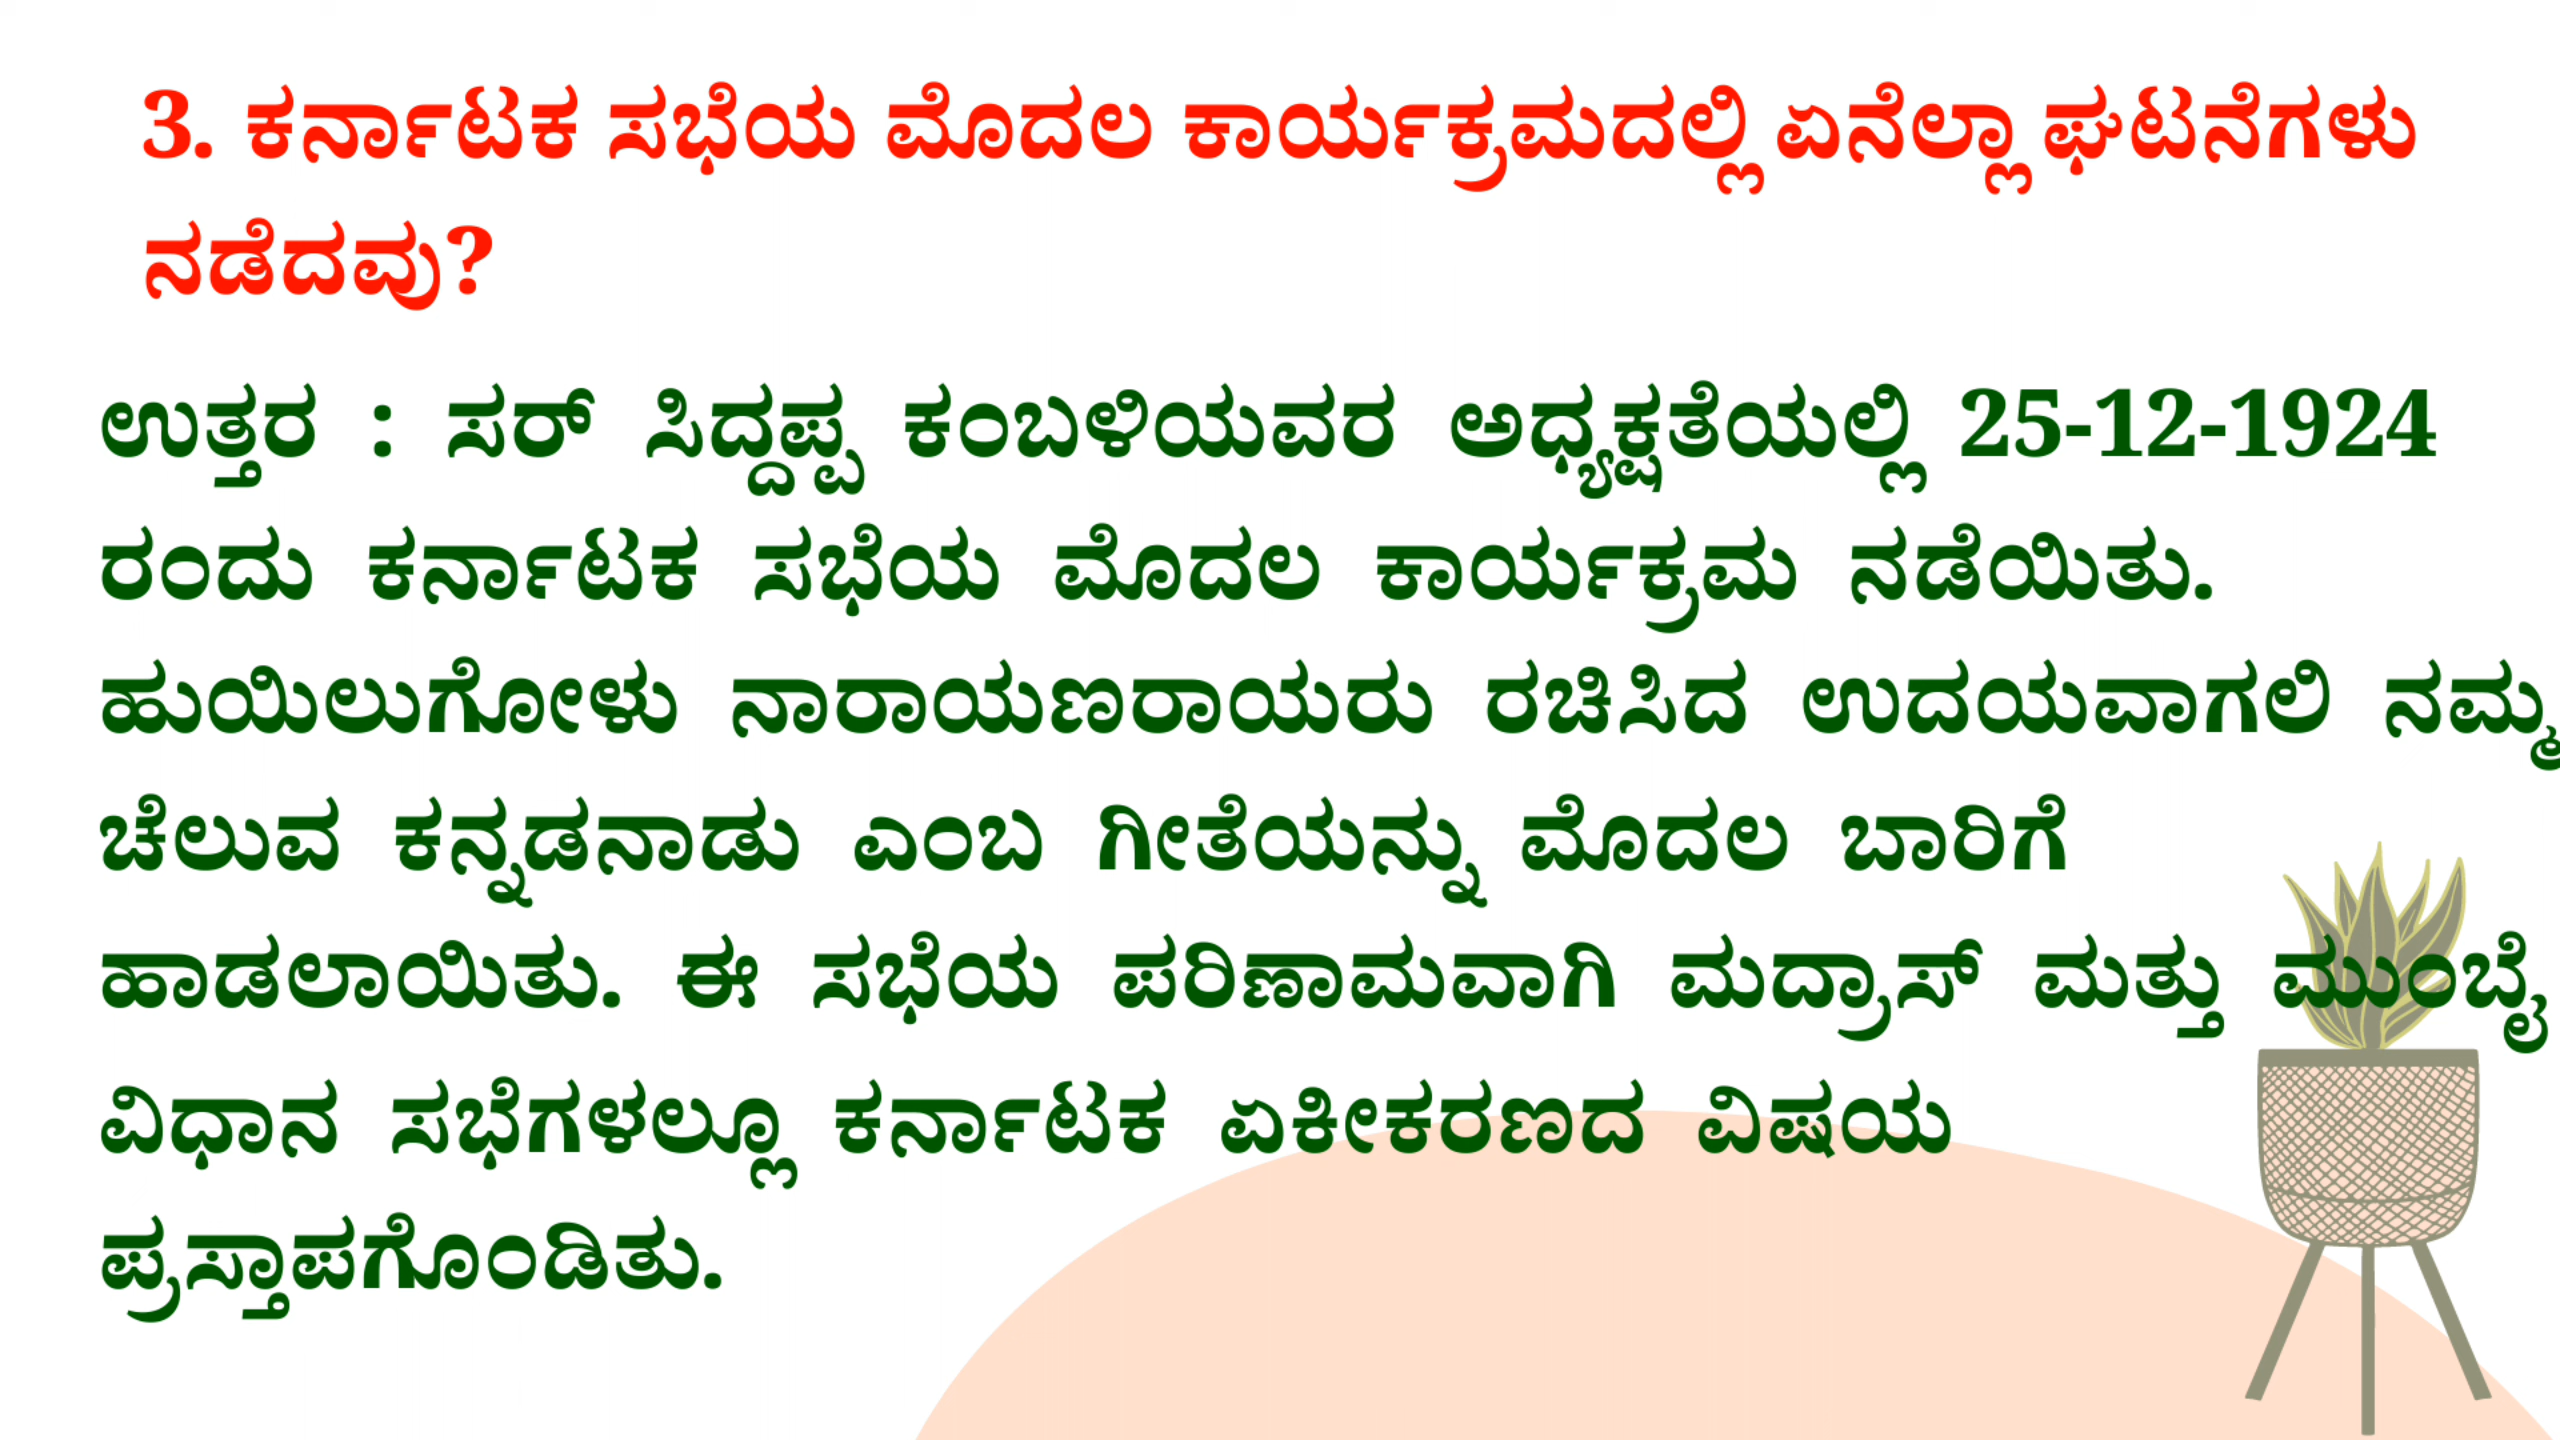 3. ಕರ್ನಾಟಕ ಸಭೆಯ ಮೊದಲ ಕಾರ್ಯಕ್ರಮದಲ್ಲಿ ಏನೆಲ್ಲಾ ಘಟನೆಗಳು
ನಡೆದವು?
ಉತ್ತರ : ಸರ್ ಸಿದ್ದಪ್ಪ ಕಂಬಳಿಯವರ ಅಧ್ಯಕ್ಷತೆಯಲ್ಲಿ 25-12-1924
ರಂದು ಕರ್ನಾಟಕ ಸಭೆಯ ಮೊದಲ ಕಾರ್ಯಕ್ರಮ ನಡೆಯಿತು.
ಹುಯಿಲುಗೋಳು ನಾರಾಯಣರಾಯರು ರಚಿಸಿದ ಉದಯವಾಗಲಿ ನಮ್ಮ
ಚೆಲುವ ಕನ್ನಡನಾಡು ಎಂಬ ಗೀತೆಯನ್ನು ಮೊದಲ ಬಾರಿಗೆ
ಹಾಡಲಾಯಿತು. ಈ ಸಭೆಯ ಪರಿಣಾಮವಾಗಿ ಮದ್ರಾಸ್ ಮತ್ತು ಮುಂಬೈ
ವಿಧಾನ ಸಭೆಗಳಲ್ಲೂ ಕರ್ನಾಟಕ ಏಕೀಕರಣದ ವಿಷಯ
ಪ್ರಸ್ತಾಪಗೊಂಡಿತು.